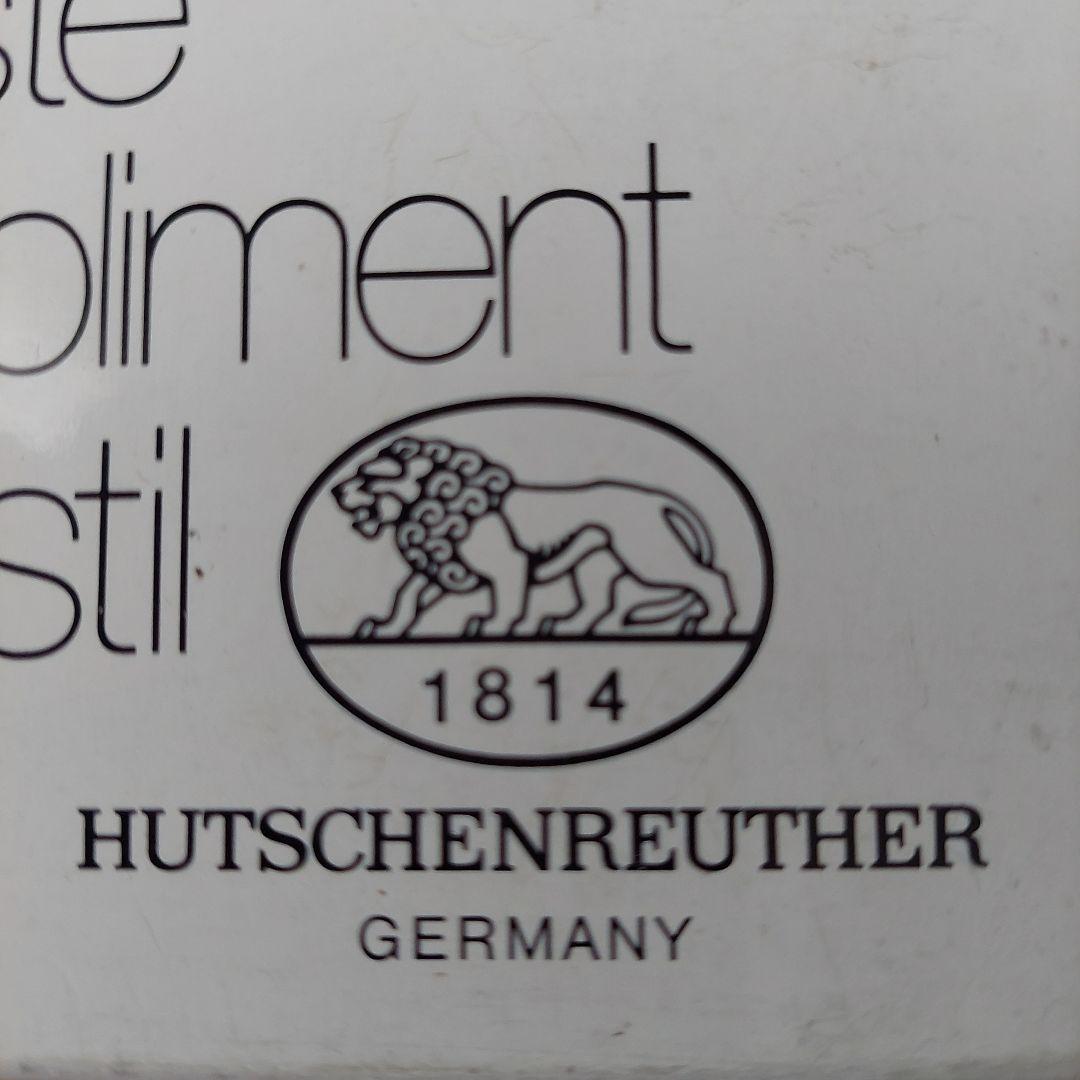 ste
pliment
stil
1814
HUTSCHENREUTHER
GERMANY